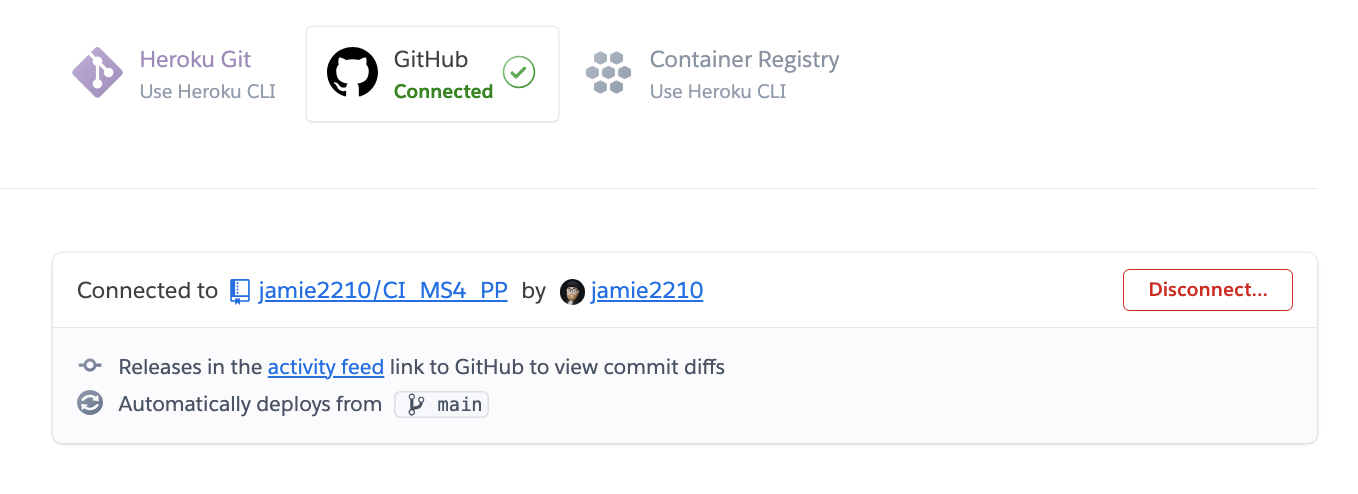 Heroku Git
Use Heroku CLI
GitHub
Connected
Container Registry
Use Heroku CLI
Connected to jamie2210/CI_MS4_PP by jamie2210
Disconnect...
Releases in the activity feed link to GitHub to view commit diffs
Automatically deploys from main